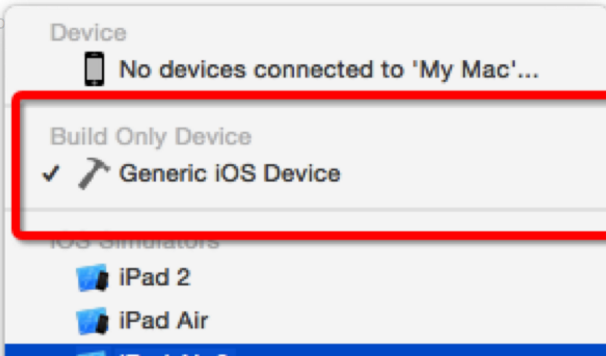 Device
No devices connected to 'My Mac'...
Build Only Device
Generic iOS Device
iOS Simulators
iPad 2
iPad Air